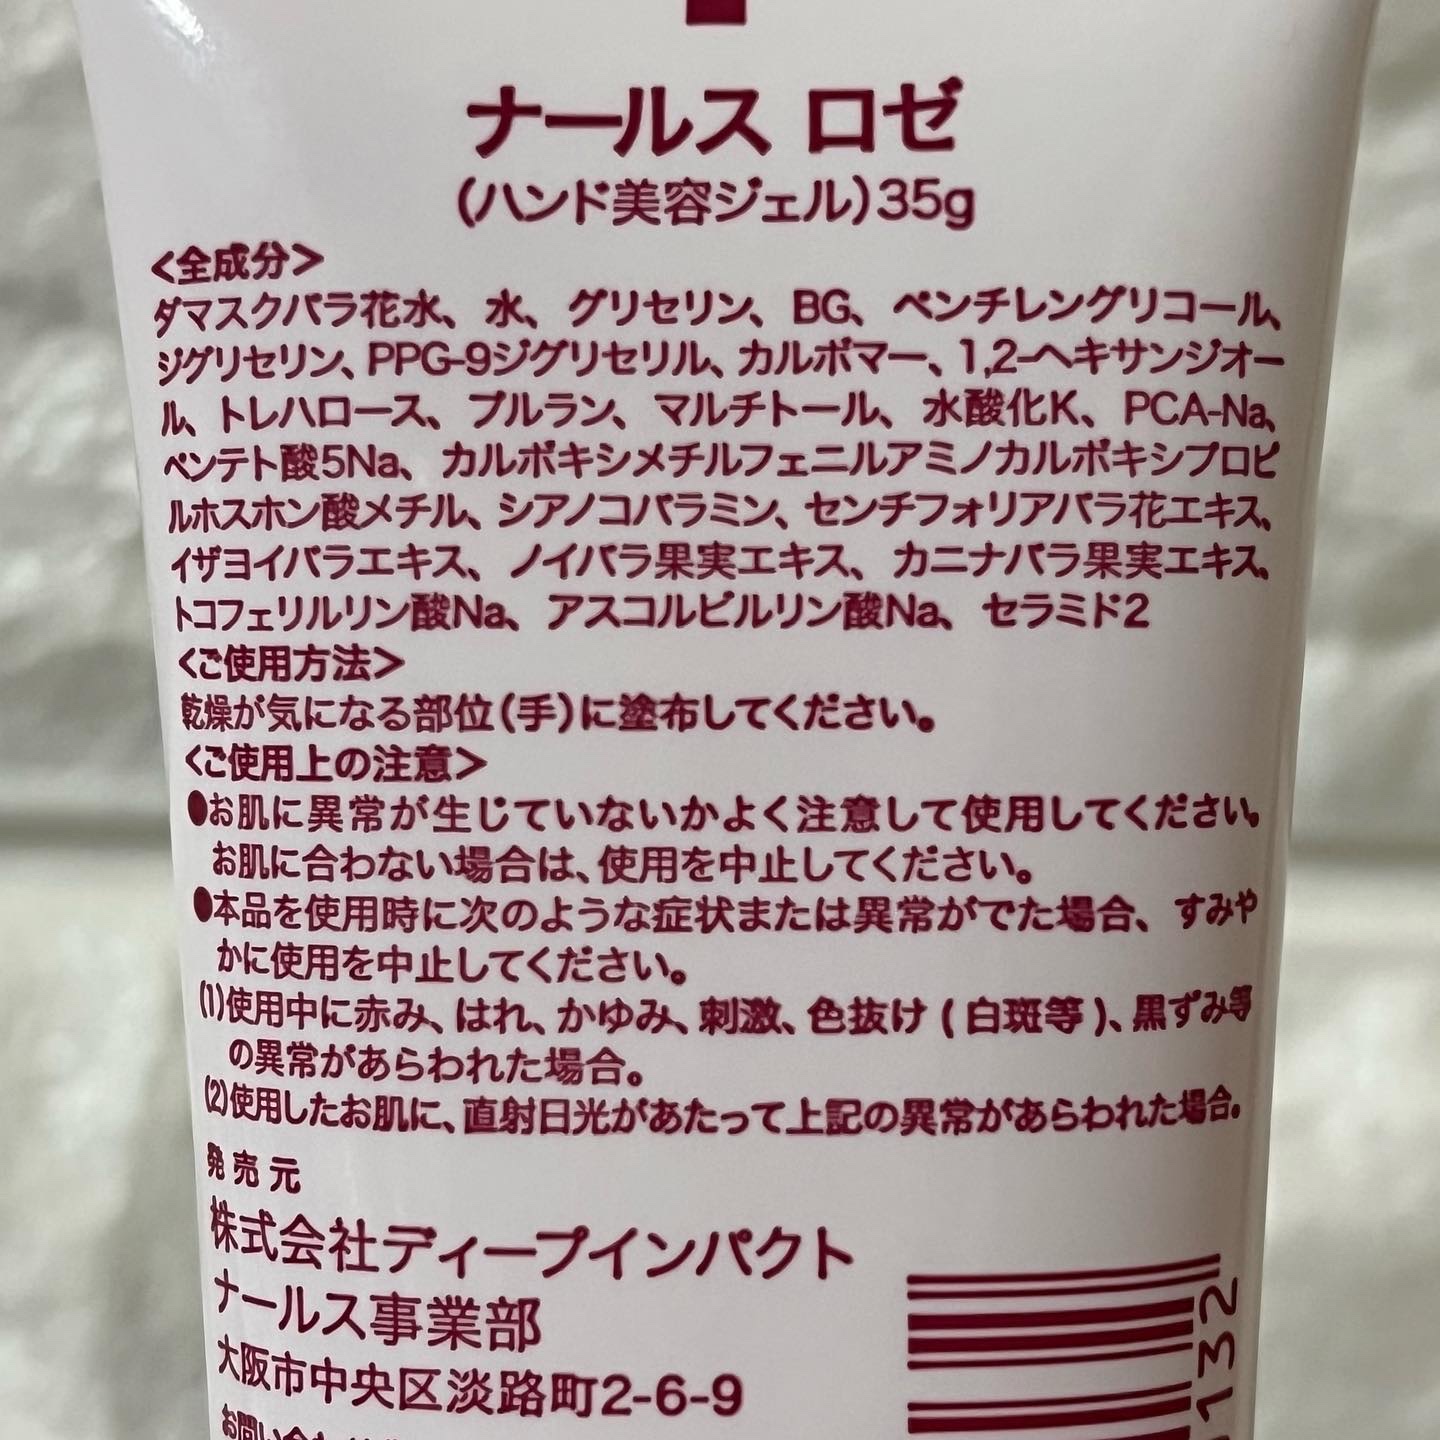 ナールス ロゼ
(ハンド美容ジェル)35g
<全成分>
ダマスクバラ花水、水、グリセリン、BG、ペンチレングリコール、
ジグリセリン、PPG-9ジグリセリル、カルボマー、1,2-ヘキサンジオー
ル、トレハロース、プルラン、マルチトール、水酸化K、PCA-Na、
ペンテト酸5Na、カルボキシメチルフェニルアミノカルボキシプロピ
ルホスホン酸メチル、シアノコバラミン、センチフォリアバラ花エキス、
イザヨイバラエキス、ノイバラ果実エキス、カニナバラ果実エキス、
トコフェリルリン酸Na、アスコルビルリン酸Na、セラミド2
<ご使用方法>
乾燥が気になる部位(手)に塗布してください。
<ご使用上の注意>
●お肌に異常が生じていないかよく注意して使用してください。
お肌に合わない場合は、使用を中止してください。
●本品を使用時に次のような症状または異常がでた場合、すみや
かに使用を中止してください。
(1)使用中に赤み、はれ、かゆみ、刺激、色抜け(白斑等)、黒ずみ等
の異常があらわれた場合。
(2)使用したお肌に、直射日光があたって上記の異常があらわれた場合。
発売元
株式会社ディープインパクト
ナールス事業部
大阪市中央区淡路町2-6-9
132